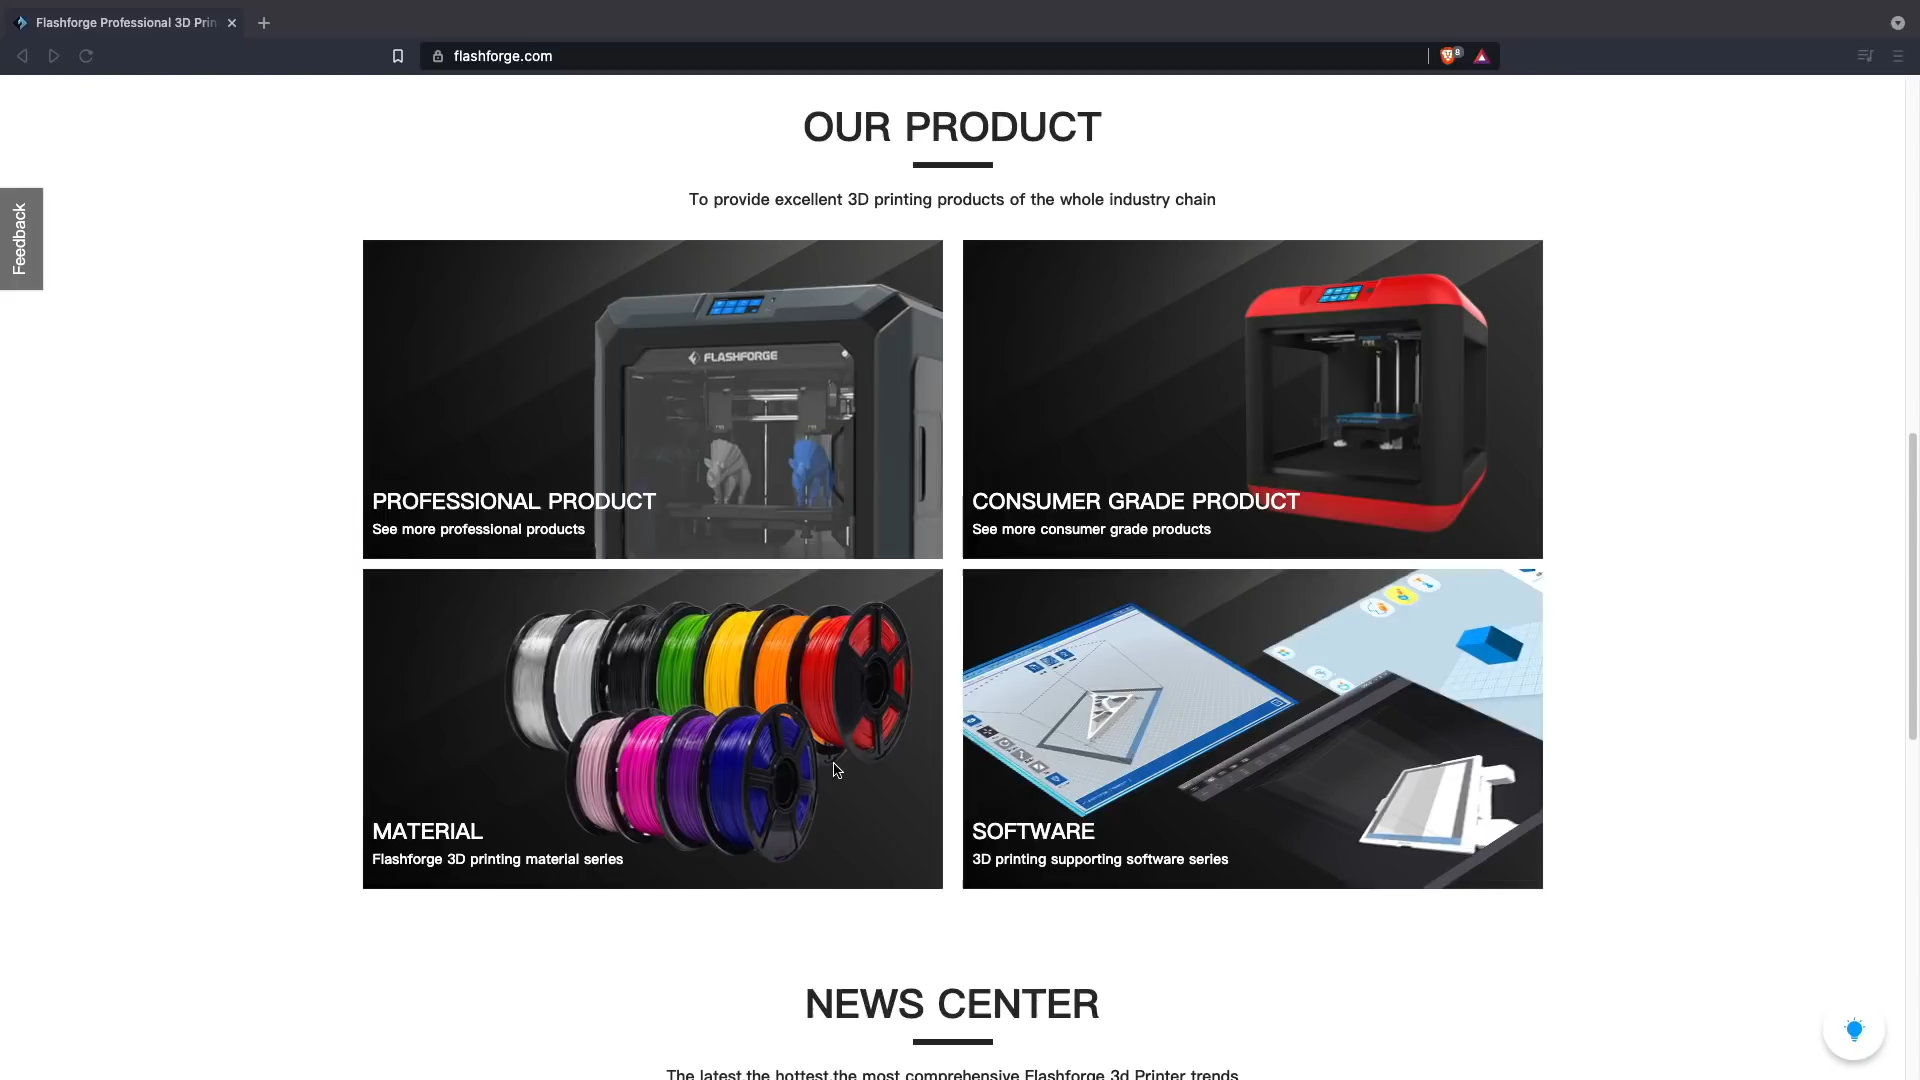 Flashforge Professional 3D Prin
flashforge.com
8
OUR PRODUCT
To provide excellent 3D printing products of the whole industry chain
Feedback
FLASHFORGE
PROFESSIONAL PRODUCT
See more professional products
CONSUMER GRADE PRODUCT
See more consumer grade products
MATERIAL
Flashforge 3D printing material series
SOFTWARE
3D printing supporting software series
NEWS CENTER
The latest,the hottest,the most comprehensive Flashforge 3d Printer trends